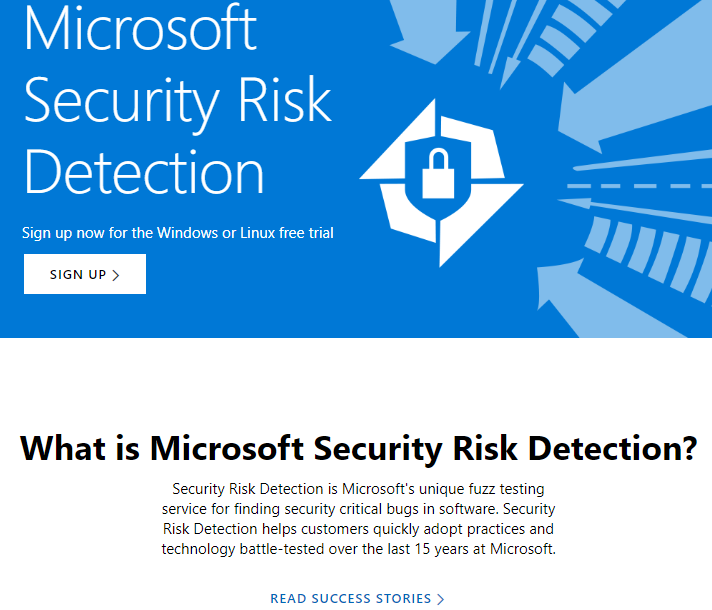 Microsoft
Security Risk
Detection
Sign up now for the Windows or Linux free trial
SIGN UP >
What is Microsoft Security Risk Detection?
Security Risk Detection is Microsoft's unique fuzz testing
service for finding security critical bugs in software. Security
Risk Detection helps customers quickly adopt practices and
technology battle-tested over the last 15 years at Microsoft.
READ SUCCESS STORIES >